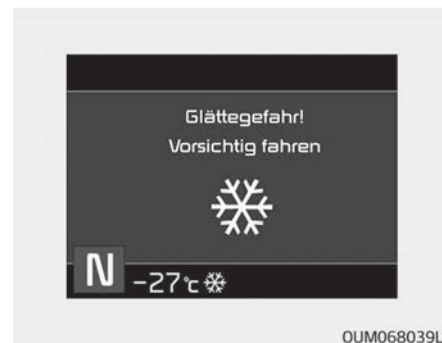 Glättegefahr!
Vorsichtig fahren
N
-27℃
OUM068039L